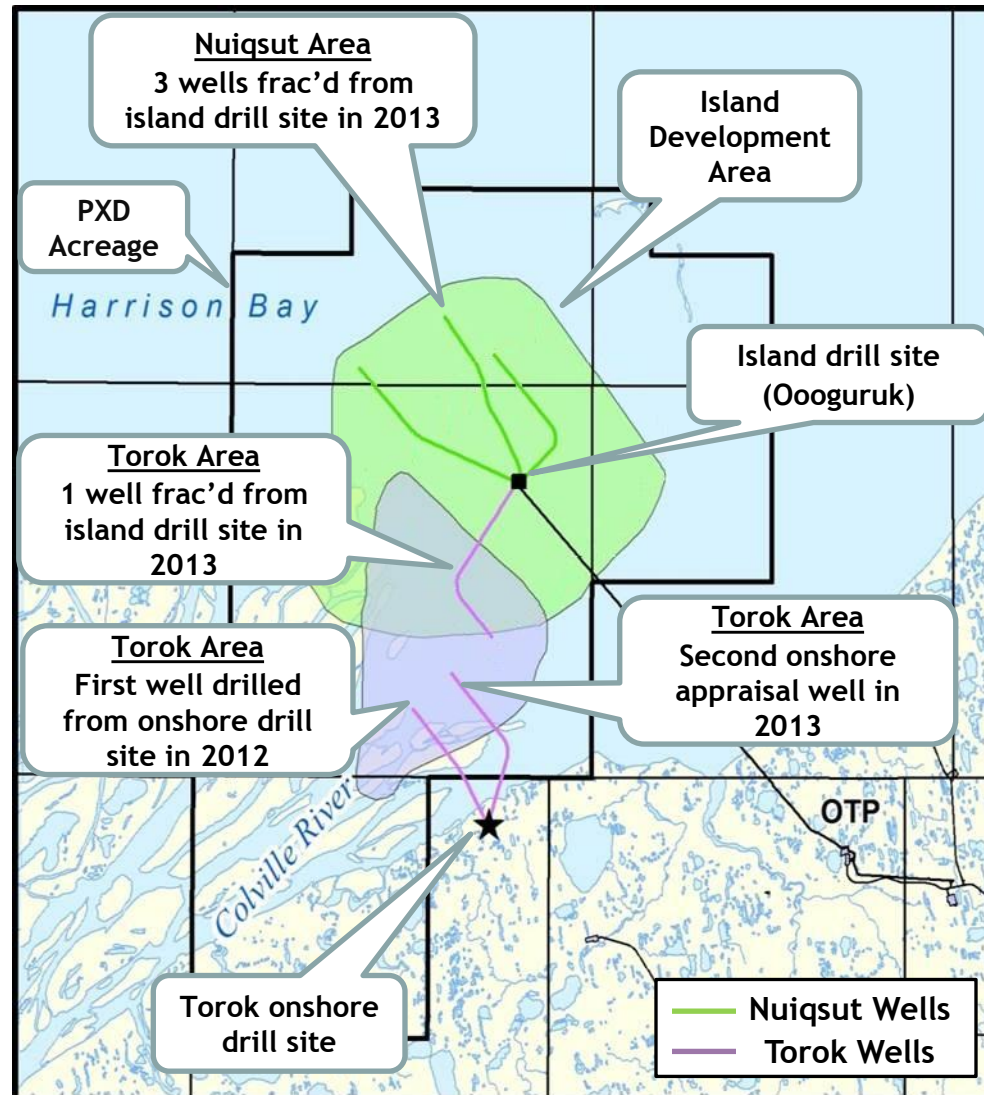 Nuiqsut Area
3 wells frac'd from
island drill site in 2013
Island
Development
Area
PXD
Acreage
Harrison Bay
Island drill site
(Oooguruk)
Torok Area
1 well frac'd from
island drill site in
2013
Torok Area
First well drilled
from onshore drill
site in 2012
Torok Area
Second onshore
appraisal well in
2013
OTP
Colville River
Torok onshore
drill site
Nuiqsut Wells
Torok Wells